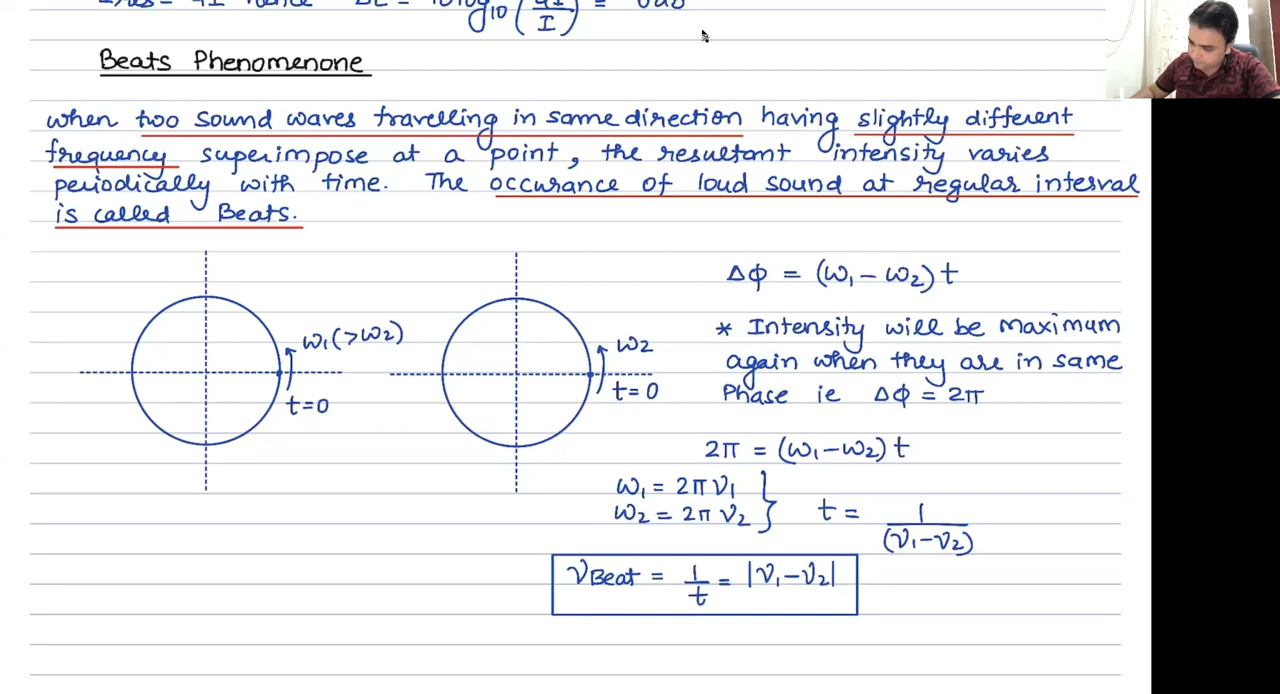 g10 (4I/I) =
Beats Phenomenone
when two sound waves travelling in same direction having slightly different
frequency superimpose at a point, the resultant intensity varies
periodically with time. The occurance of loud sound at regular interval
is called Beats.
ω1(>ω2)
t=0
ω2
t=0
Δϕ = (ω1-ω2)t
* Intensity will be maximum
again when they are in same
Phase ie Δϕ = 2π
2π = (ω1-ω2)t
ω1 = 2πν1
ω2 = 2πν2
t = 1/(ν1-ν2)
νBeat = 1/t = |ν1-ν2|